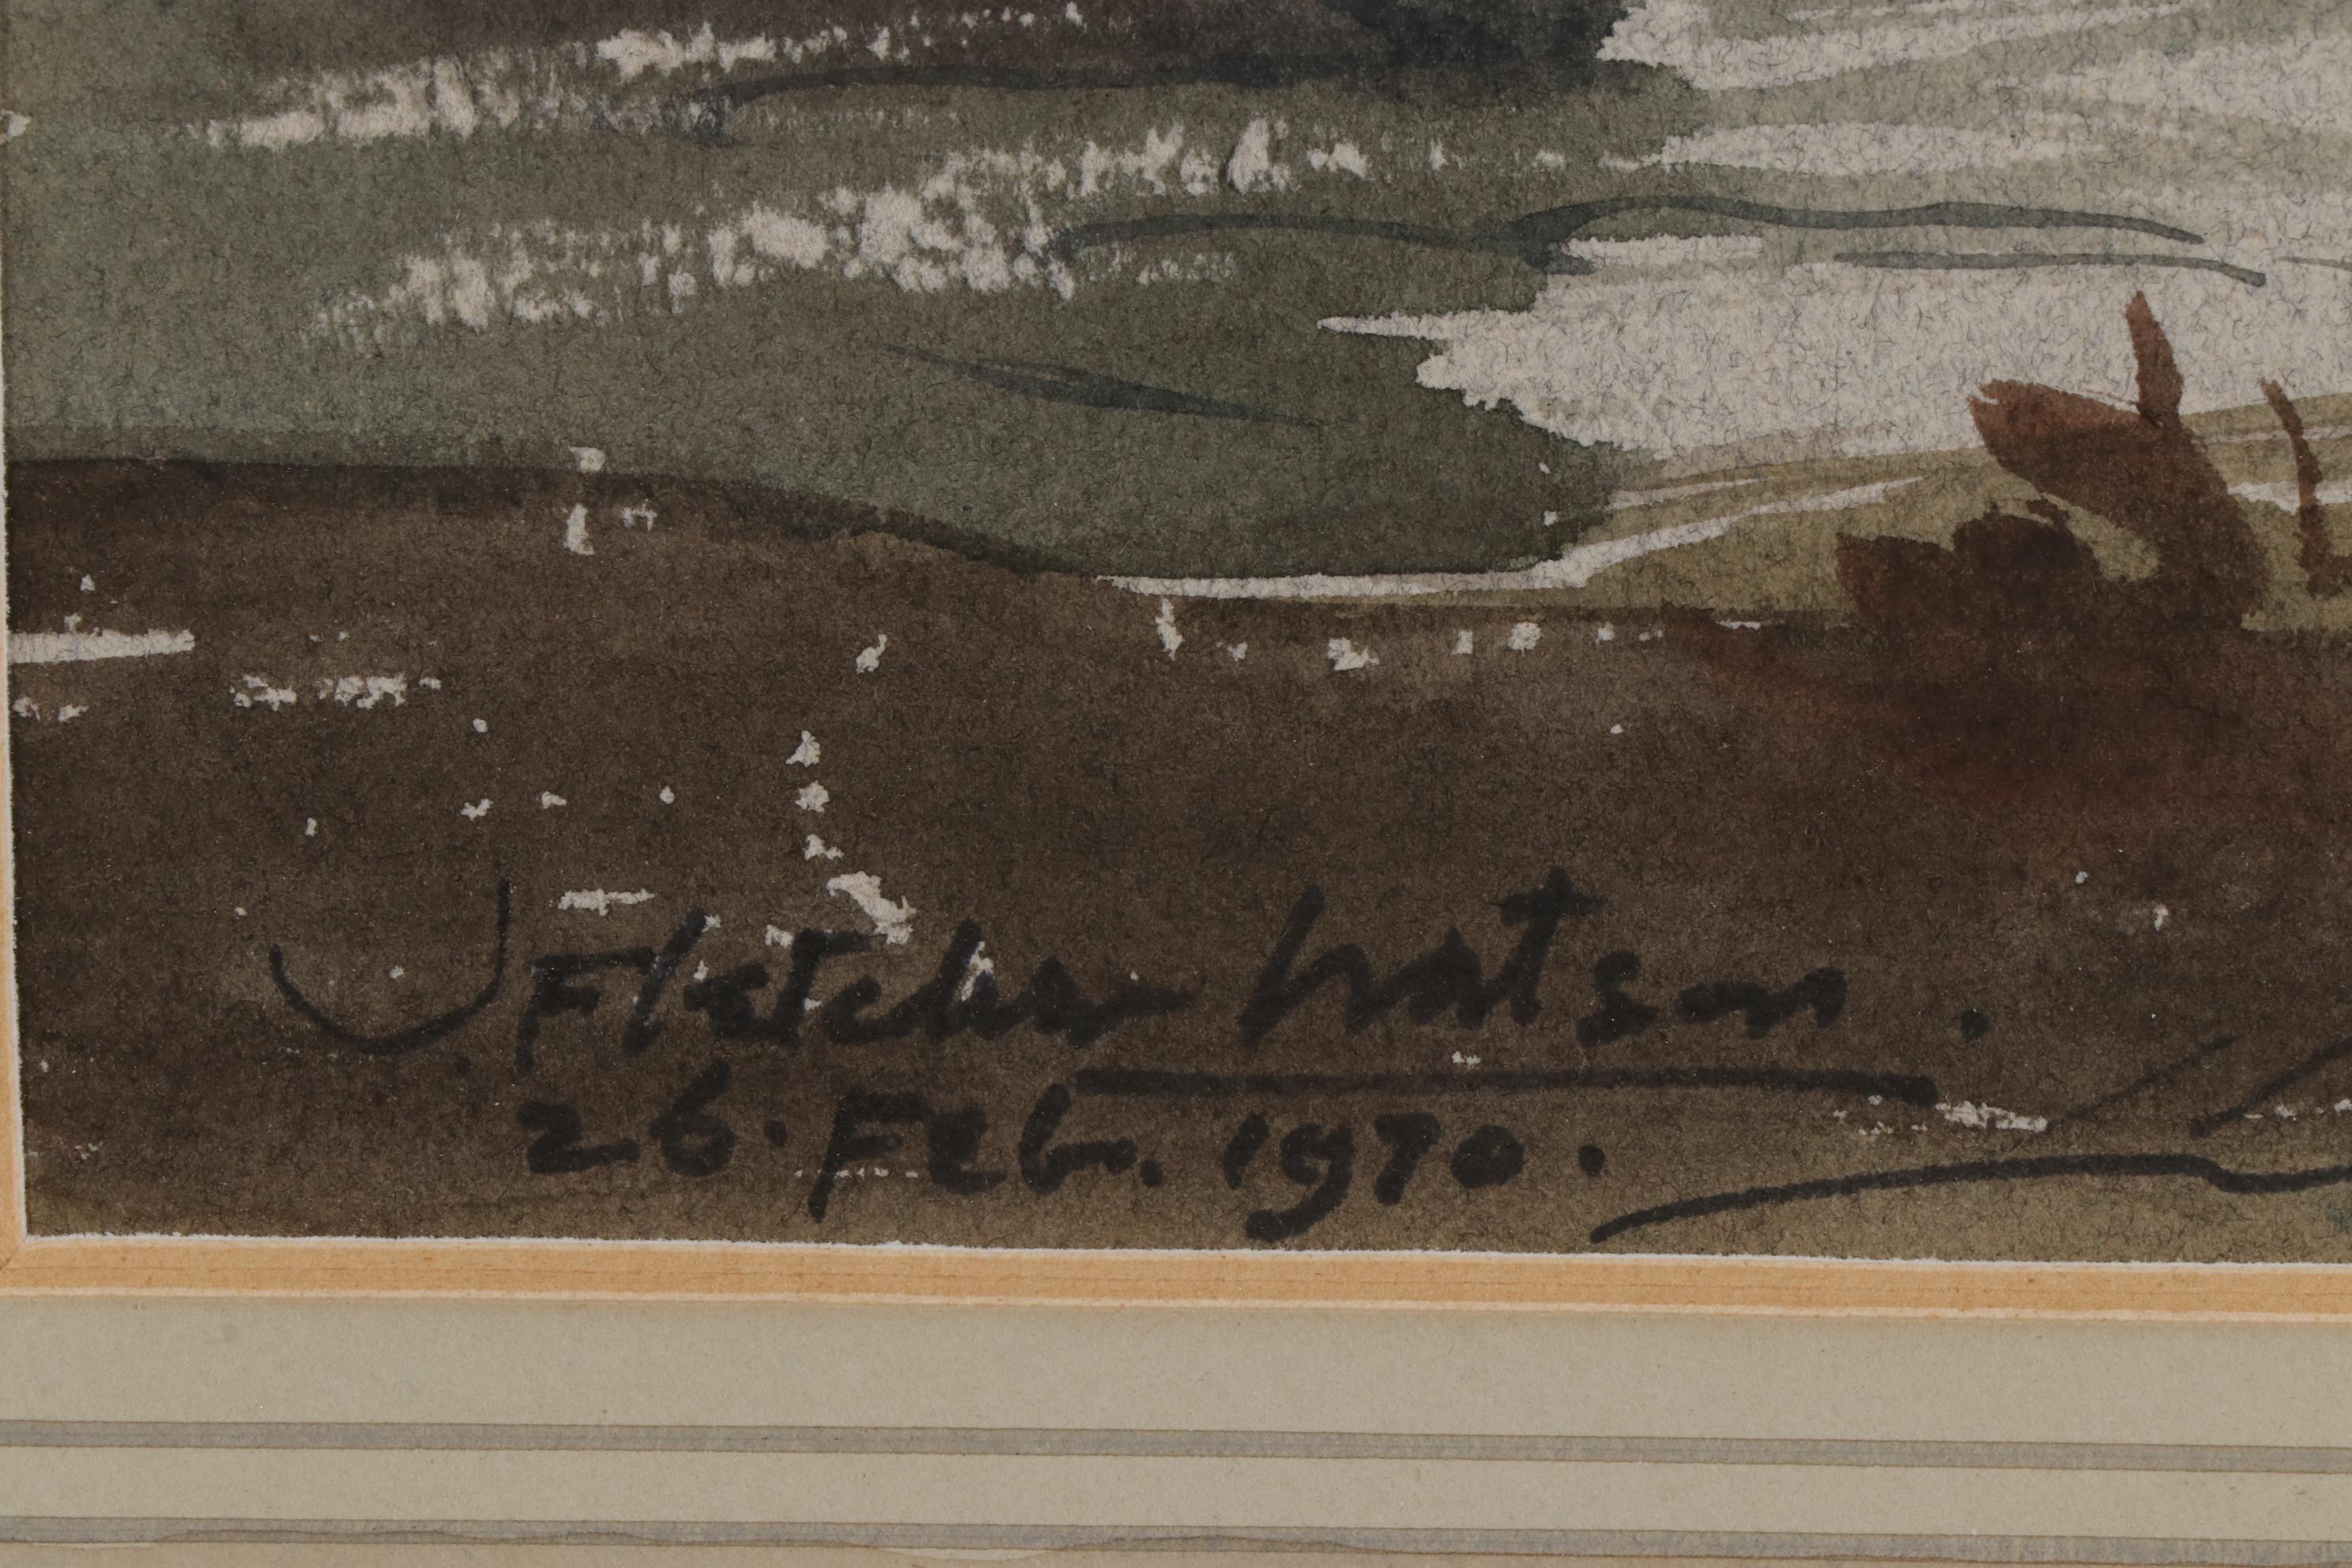 J. Fletcher Watson.
26. Feb. 1970.